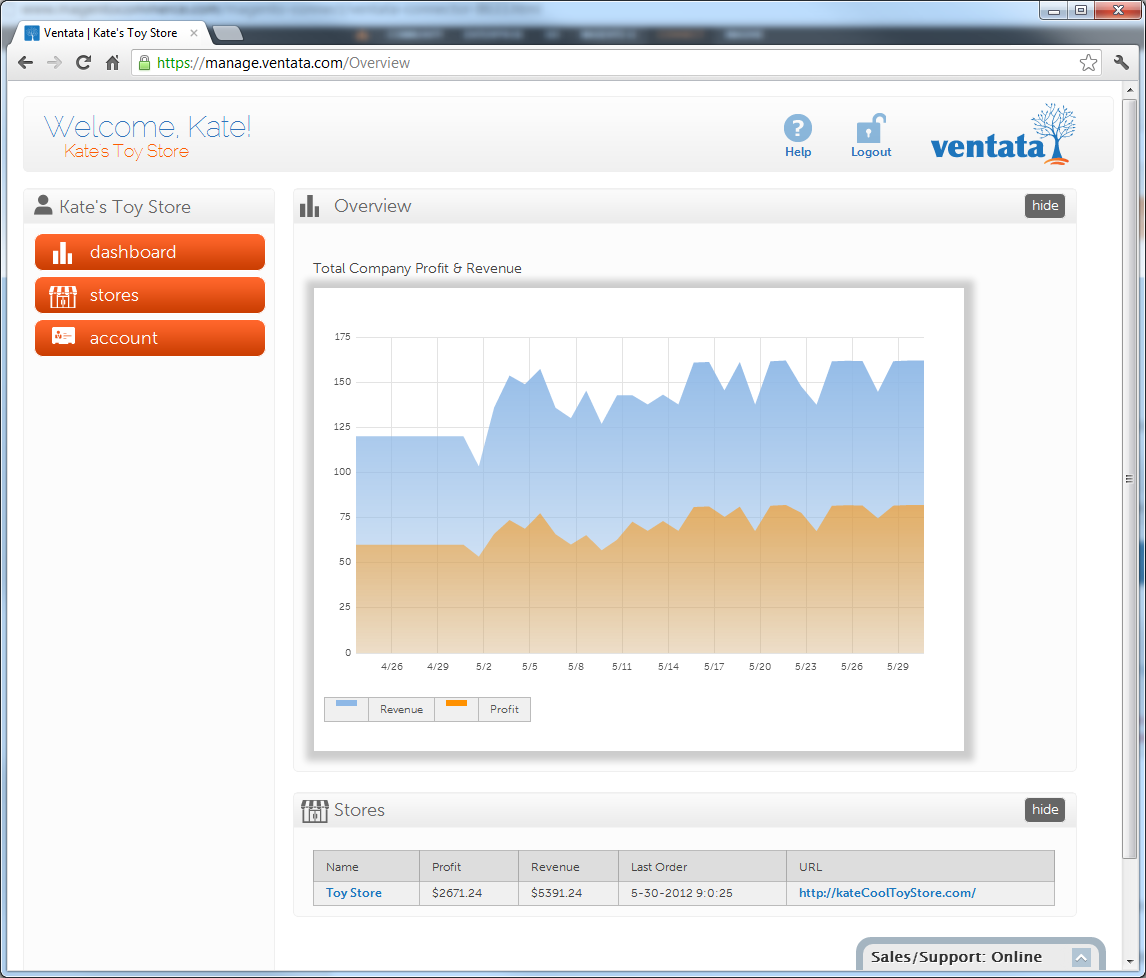 Ventata | Kate's Toy Store
https://manage.ventata.com/Overview
Welcome, Kate!
Kate's Toy Store
Help
Logout
ventata
Kate's Toy Store
dashboard
stores
account
Overview
hide
Total Company Profit & Revenue
175
150
125
100
75
50
25
0
4/26 4/29 5/2 5/5 5/8 5/11 5/14 5/17 5/20 5/23 5/26 5/29
Revenue Profit
Stores
hide
Name Profit Revenue Last Order URL
Toy Store $2671.24 $5391.24 5-30-2012 9:0:25 http://kateCoolToyStore.com/
Sales/Support: Online